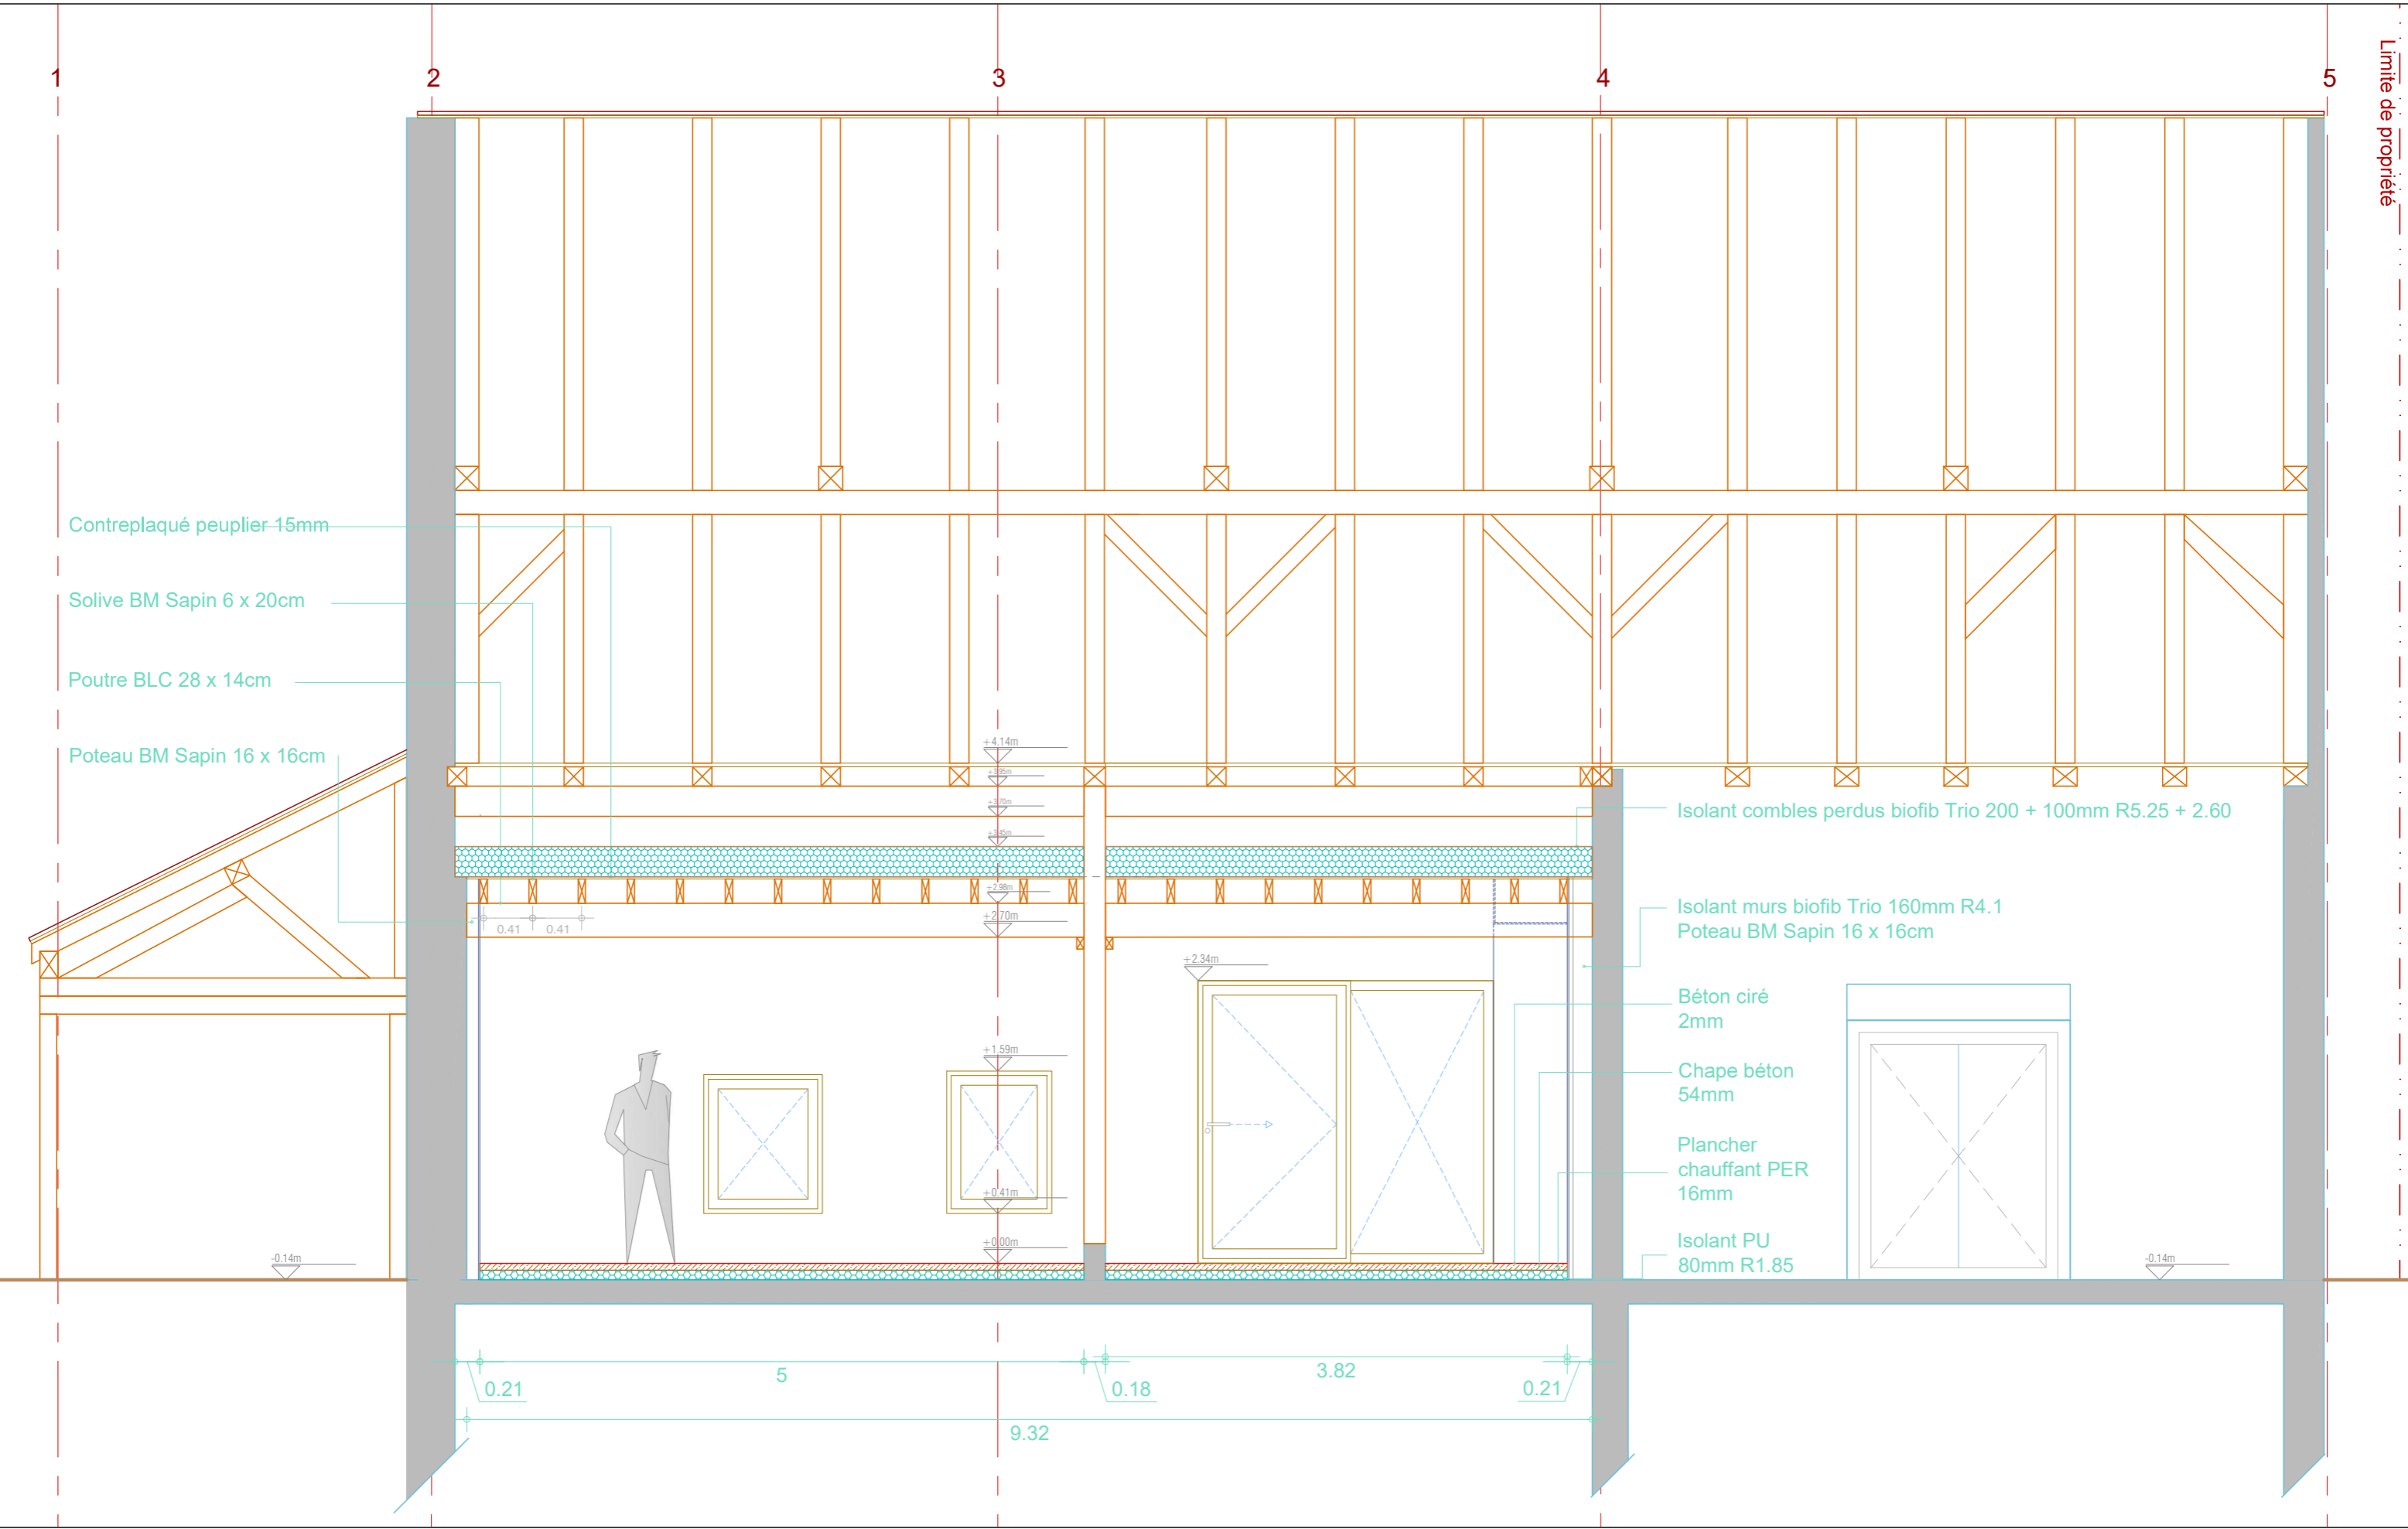 1
2
3
4
5
Limite de propriété
Contreplaqué peuplier 15mm
Solive BM Sapin 6 x 20cm
Poutre BLC 28 x 14cm
Poteau BM Sapin 16 x 16cm
+4.14m
+3.70m
+2.98m
+2.70m
0.41
0.41
+2.34m
+1.59m
+0.41m
+0.00m
-0.14m
-0.14m
Isolant combles perdus biofib Trio 200 + 100mm R5.25 + 2.60
Isolant murs biofib Trio 160mm R4.1
Poteau BM Sapin 16 x 16cm
Béton ciré
2mm
Chape béton
54mm
Plancher
chauffant PER
16mm
Isolant PU
80mm R1.85
0.21
5
0.18
3.82
0.21
9.32